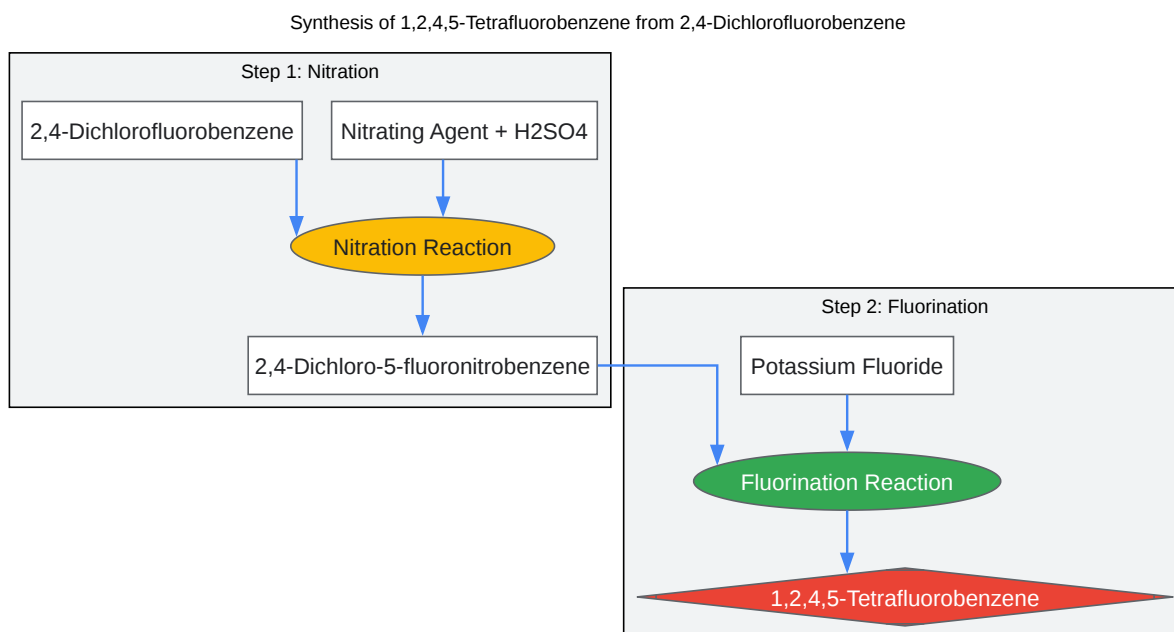 Synthesis of 1,2,4,5-Tetrafluorobenzene from 2,4-Dichlorofluorobenzene
Step 1: Nitration
2,4-Dichlorofluorobenzene
Nitrating Agent + H2SO4
Nitration Reaction
2,4-Dichloro-5-fluoronitrobenzene
Step 2: Fluorination
Potassium Fluoride
Fluorination Reaction
1,2,4,5-Tetrafluorobenzene